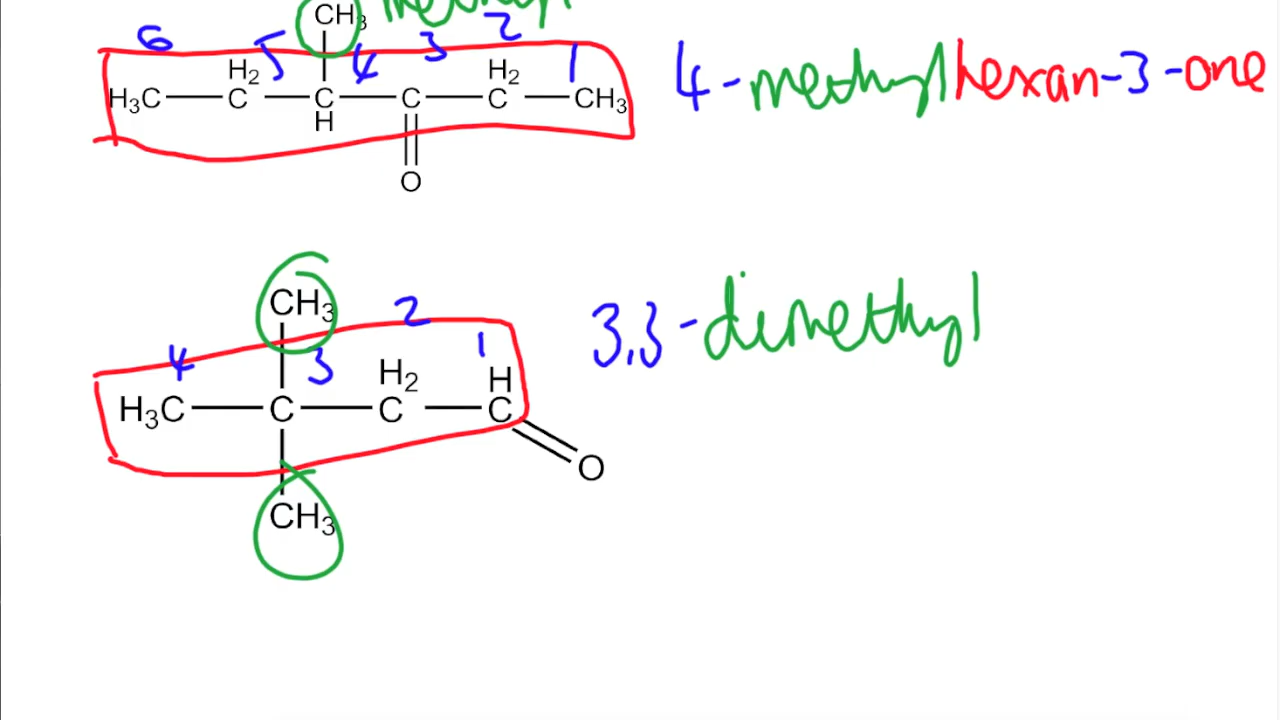 CH3 methyl
6 5 4 3 2 1
H2 H2
H3C C C C C CH3
H
O
4-methylhexan-3-one
CH3
4 3 2 1
H2 H
H3C C C C
O
CH3
3,3-dimethyl